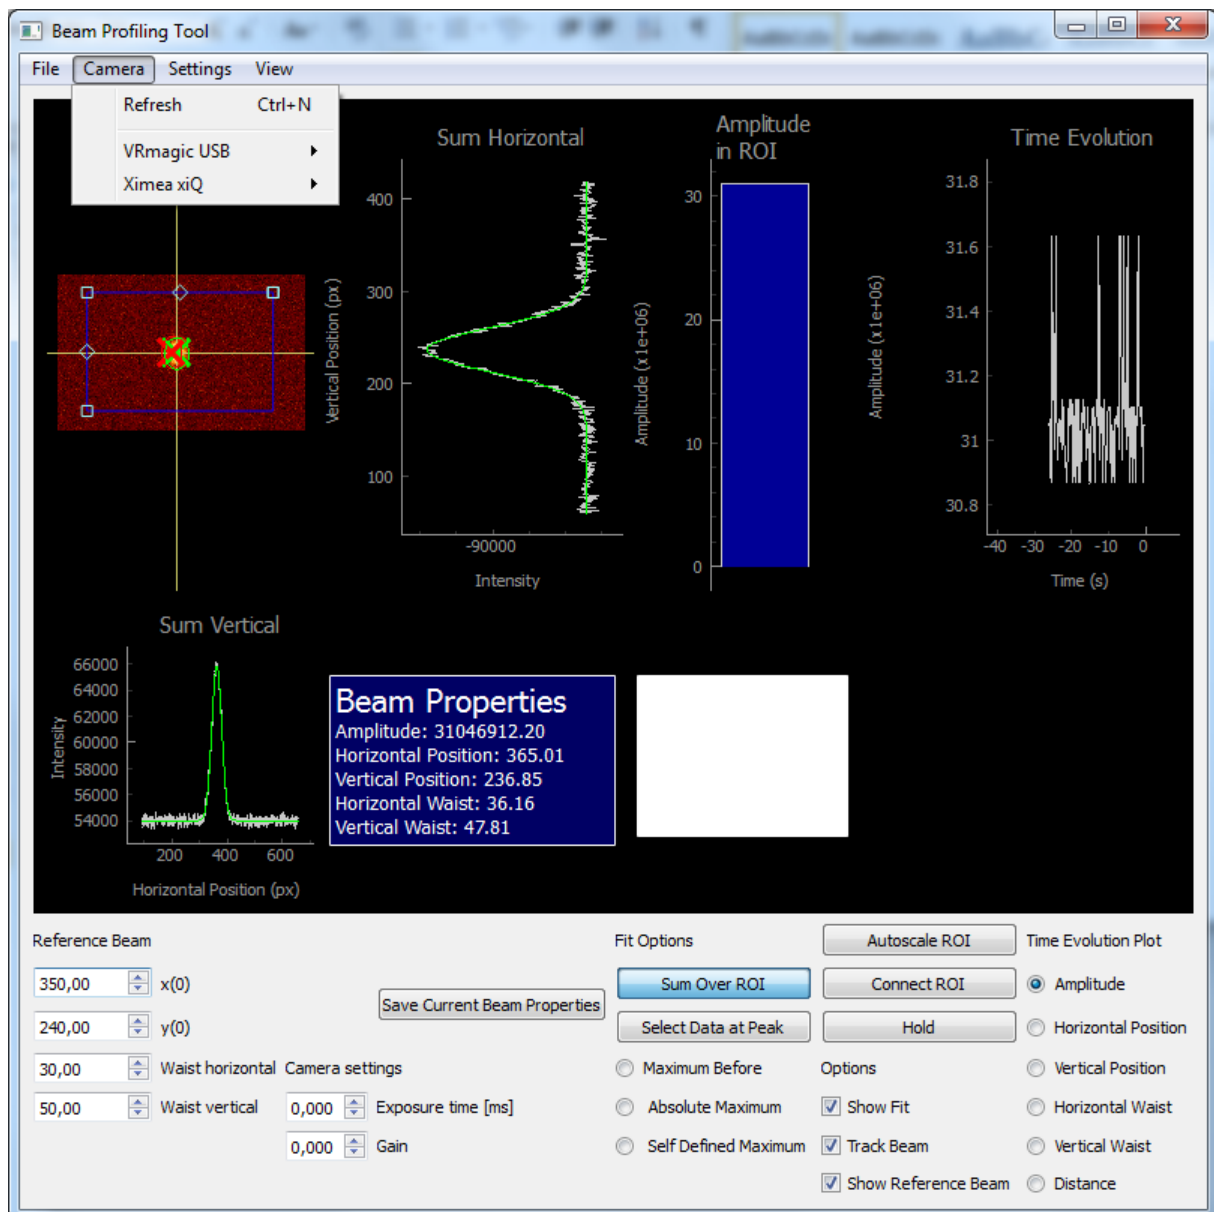 Beam Profiling Tool
File Camera Settings View
Refresh Ctrl+N
VRmagic USB
Ximea xiQ
Sum Horizontal
400
300
200
100
Vertical Position (px)
-90000
Intensity
Amplitude
in ROI
30
20
10
0
Amplitude (x1e+06)
Time Evolution
31.8
31.6
31.4
31.2
31
30.8
Amplitude (x1e+06)
-40 -30 -20 -10 0
Time (s)
Sum Vertical
66000
64000
62000
60000
58000
56000
54000
Intensity
200 400 600
Horizontal Position (px)
Beam Properties
Amplitude: 31046912.20
Horizontal Position: 365.01
Vertical Position: 236.85
Horizontal Waist: 36.16
Vertical Waist: 47.81
Reference Beam
350,00 x(0)
240,00 y(0)
30,00 Waist horizontal
50,00 Waist vertical
Save Current Beam Properties
Camera settings
0,000 Exposure time [ms]
0,000 Gain
Fit Options
Sum Over ROI
Select Data at Peak
Maximum Before
Absolute Maximum
Self Defined Maximum
Autoscale ROI
Connect ROI
Hold
Options
Show Fit
Track Beam
Show Reference Beam
Time Evolution Plot
Amplitude
Horizontal Position
Vertical Position
Horizontal Waist
Vertical Waist
Distance